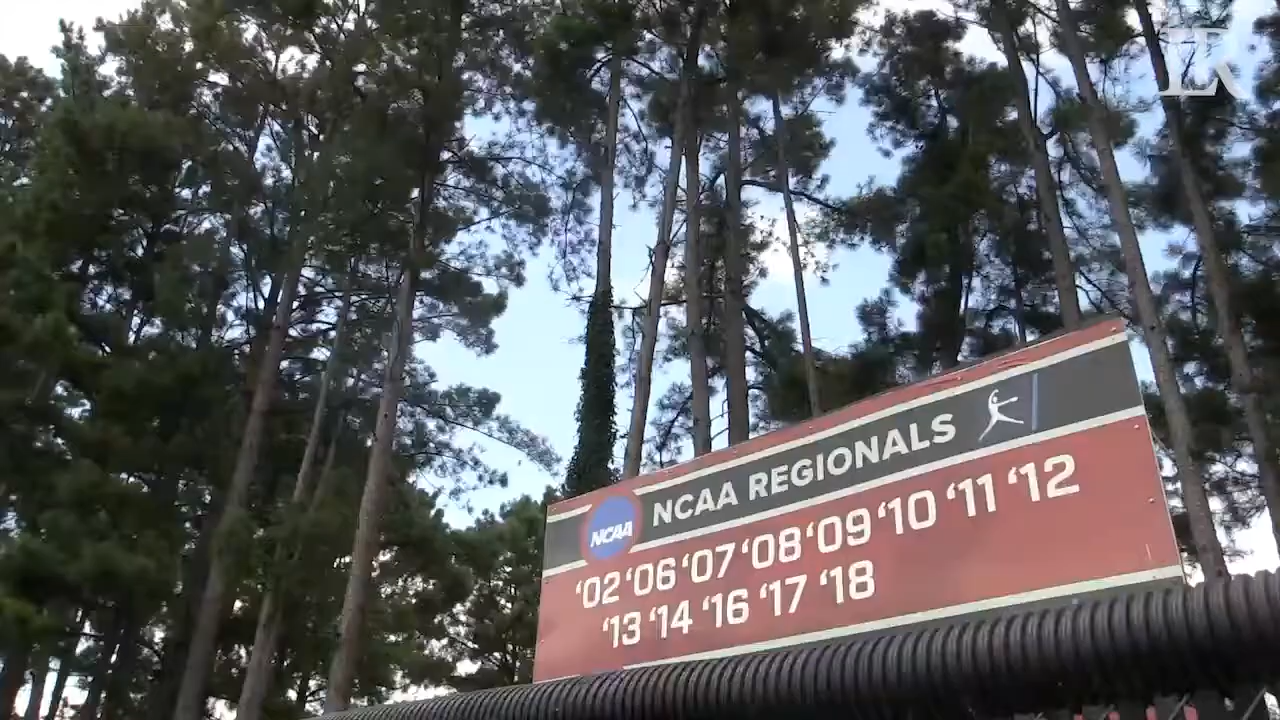 LR
NCAA
NCAA REGIONALS
‘02 ‘06 ‘07 ‘08 ‘09 ‘10 ‘11 ‘12
‘13 ‘14 ‘16 ‘17 ‘18